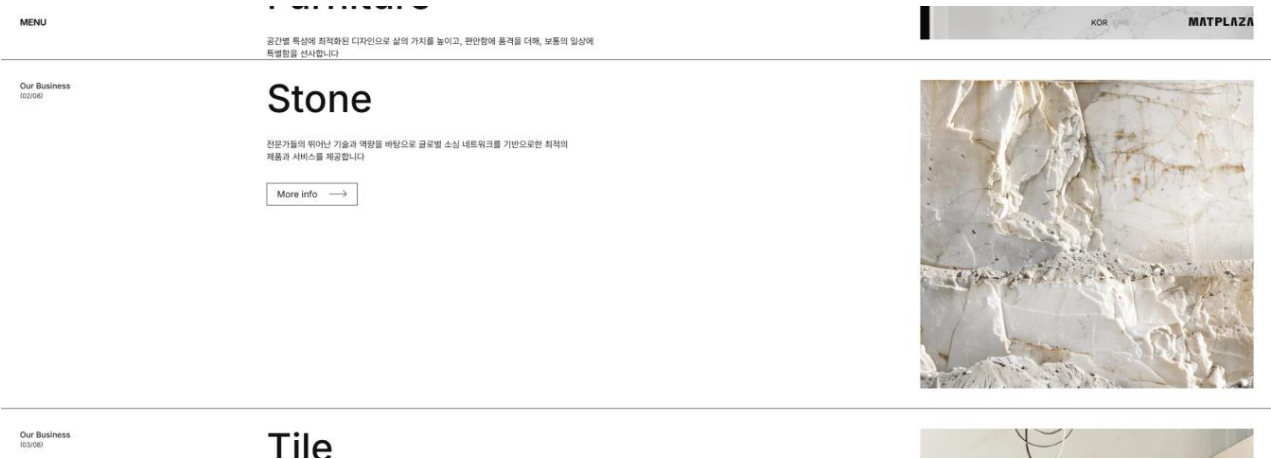 Furniture
MENU
KOR ENG
MATPLAZA
공간별 특성에 최적화된 디자인으로 삶의 가치를 높이고, 편안함에 품격을 더해, 보통의 일상에
특별함을 선사합니다
Our Business
(02/08)
Stone
전문가들의 뛰어난 기술과 역량을 바탕으로 글로벌 소싱 네트워크를 기반으로한 최적의
제품과 서비스를 제공합니다
More info
Our Business
(03/08)
Tile